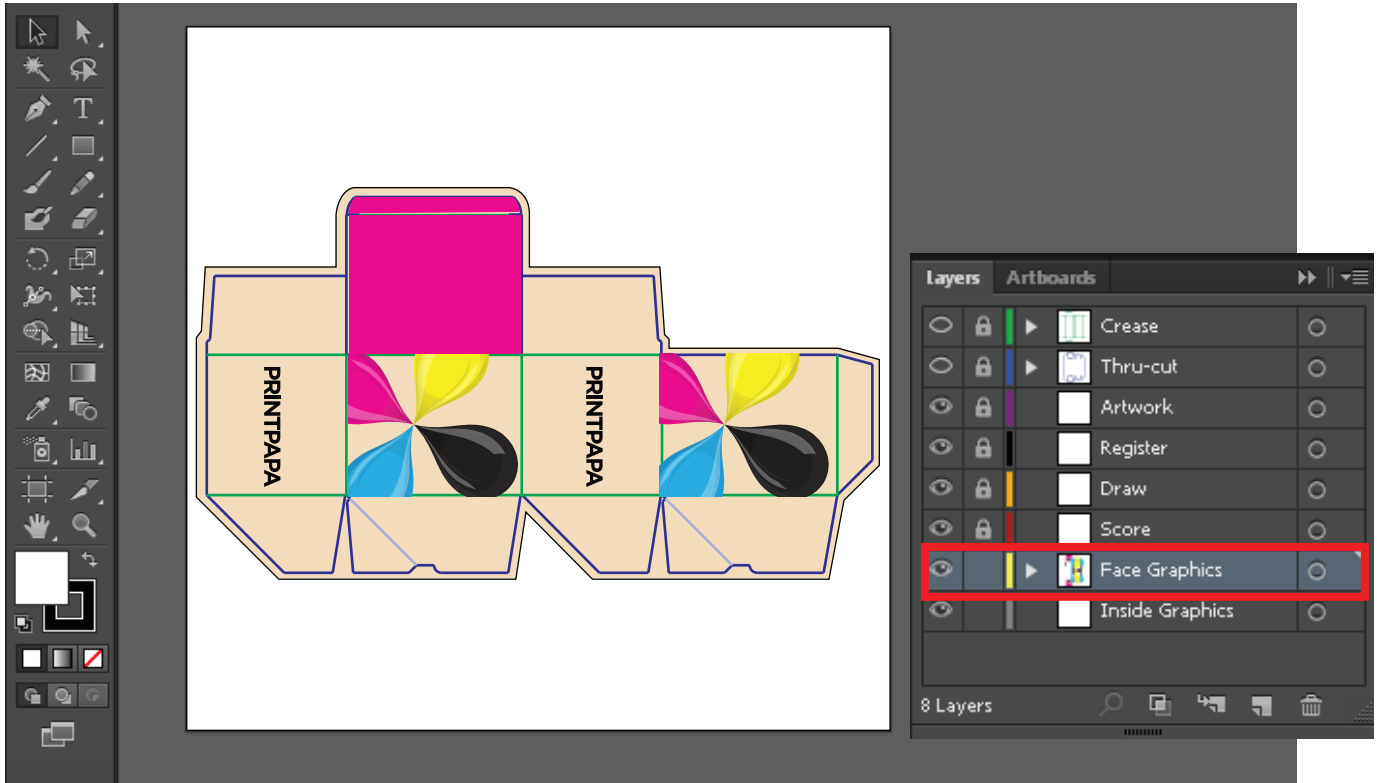 T
PRINTPAPA
PRINTPAPA
Layers Artboards
Crease
Thru-cut
Artwork
Register
Draw
Score
Face Graphics
Inside Graphics
8 Layers